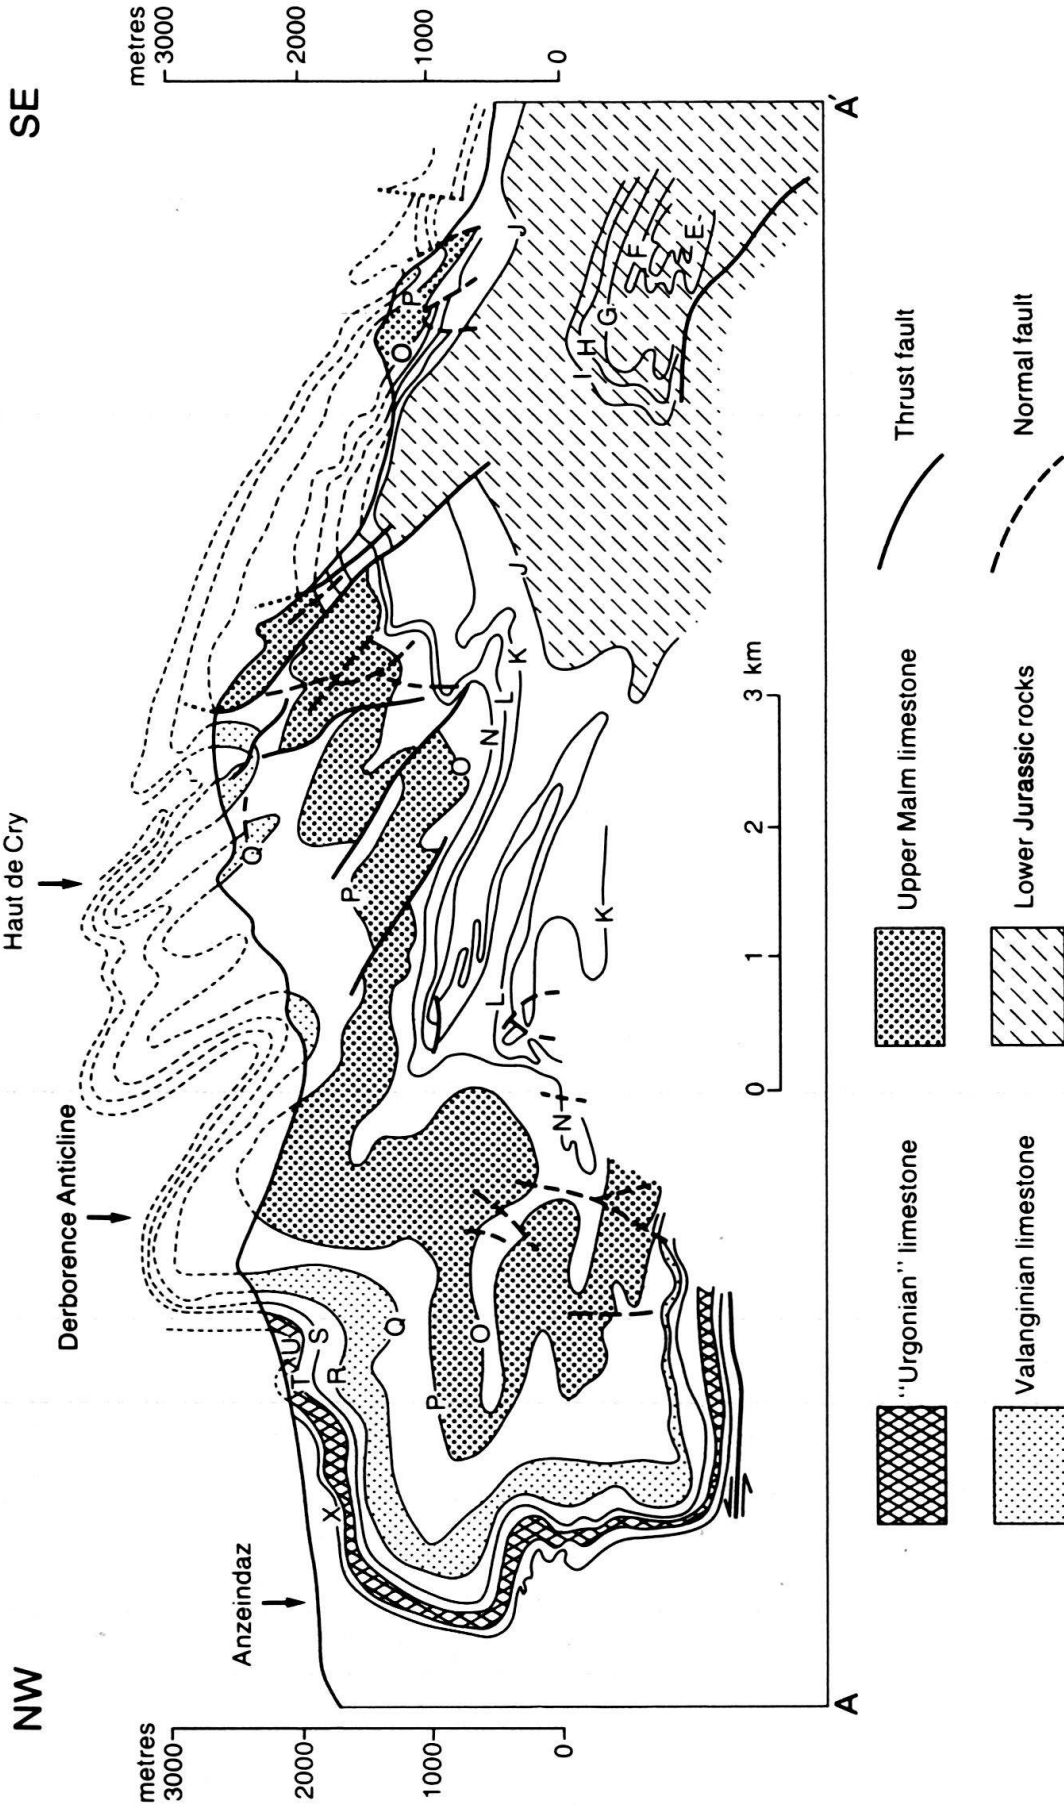 NW
SE
Haut de Cry
Derborence Anticline
Anzeindaz
metres
3000
2000
1000
0
metres
3000
2000
1000
0
X
T
U
S
R
Q
P
O
Q
P
O
N
L
K
N
L
K
J
O
P
J
I
H
G
F
E
A
A'
0
1
2
3 km
"Urgonian" limestone
Upper Malm limestone
Thrust fault
Valanginian limestone
Lower Jurassic rocks
Normal fault